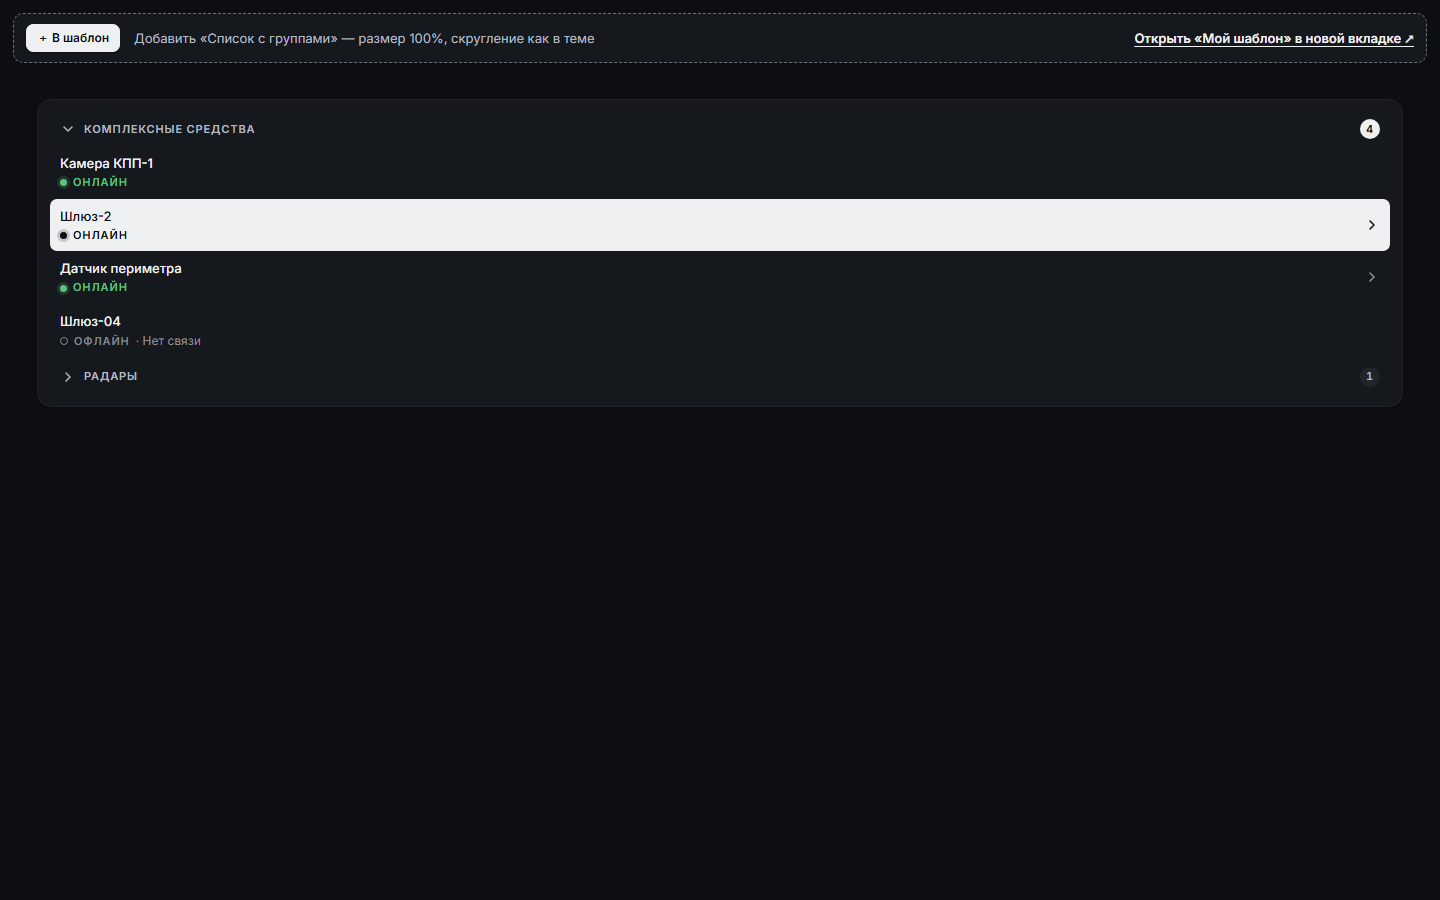 + В шаблон
Добавить «Список с группами» — размер 100%, скругление как в теме
Открыть «Мой шаблон» в новой вкладке ↗
КОМПЛЕКСНЫЕ СРЕДСТВА
4
Камера КПП-1
ОНЛАЙН
Шлюз-2
ОНЛАЙН
Датчик периметра
ОНЛАЙН
Шлюз-04
ОФЛАЙН · Нет связи
РАДАРЫ
1